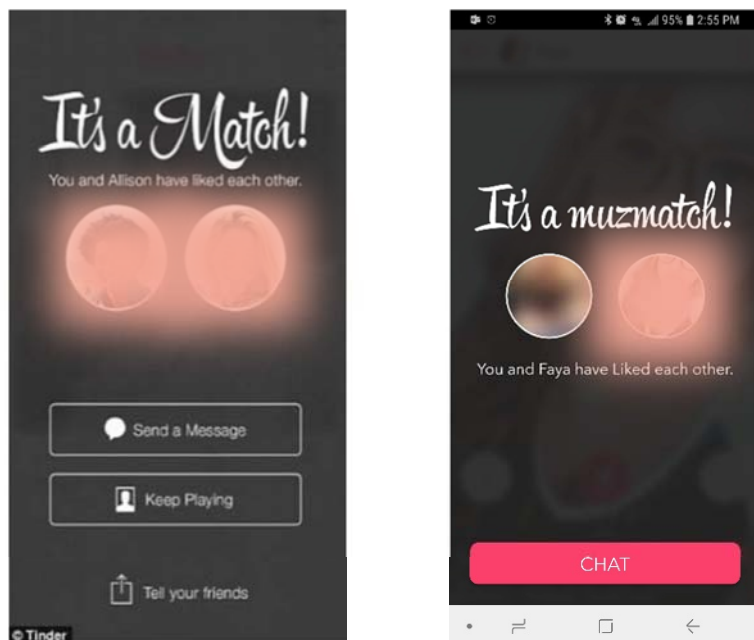 It's a Match!
You and Allison have liked each other.
Send a Message
Keep Playing
Tell your friends
© Tinder
95% 2:55 PM
It's a muzmatch!
You and Faya have Liked each other.
CHAT